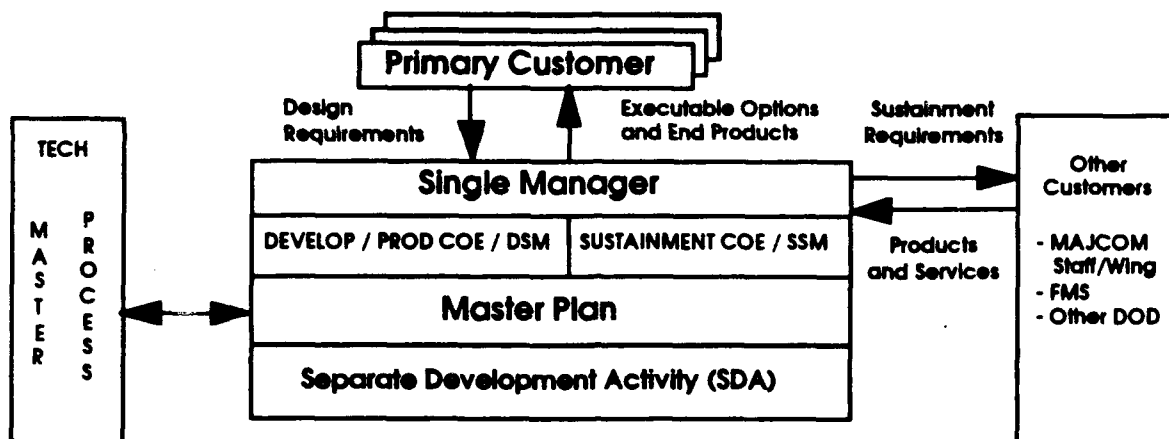 Primary Customer
Design
Requirements
Executable Options
and End Products
Sustainment
Requirements
TECH
MASTER
PROCESS
Single Manager
DEVELOP / PROD COE / DSM
SUSTAINMENT COE / SSM
Master Plan
Separate Development Activity (SDA)
Products
and Services
Other
Customers
- MAJCOM
Staff/Wing
- FMS
- Other DOD